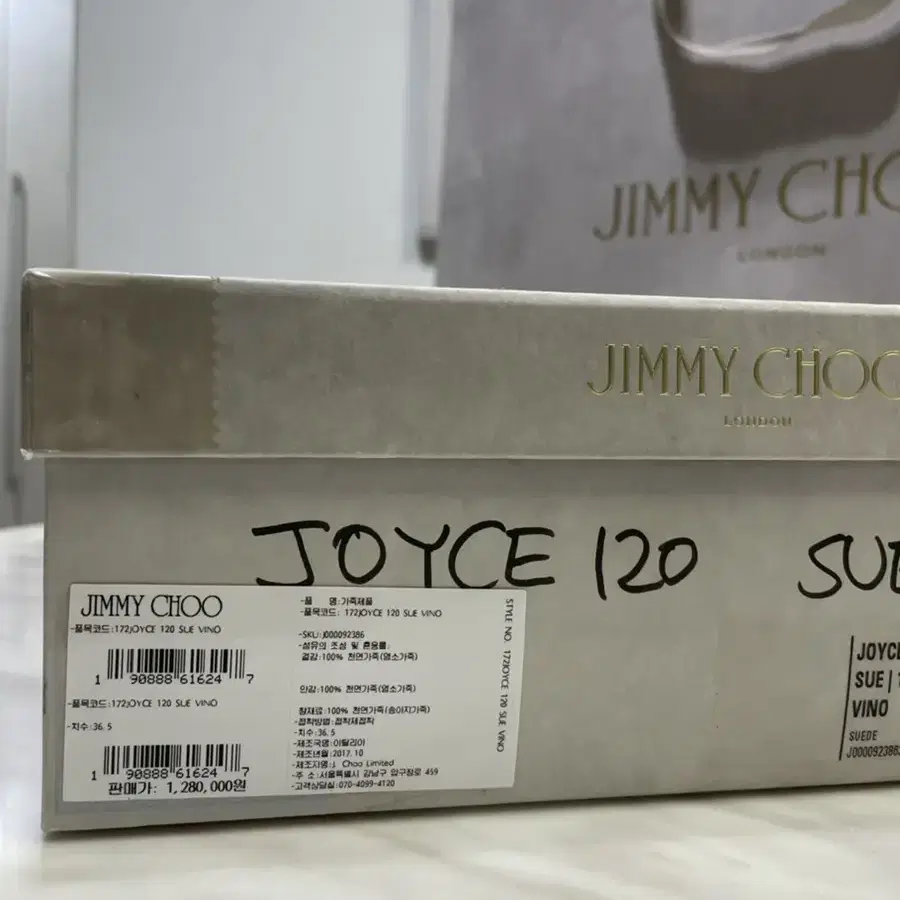 JIMMY CHO
LONDON
JIMMY CHOO
LONDON
JOYCE 120 SUE
JIMMY CHOO
-품목코드:172JOYCE 120 SUE VINO
1 90888 61624 7
-품목코드:172JOYCE 120 SUE VINO
-치수:36.5
1 90888 61624 7
판매가: 1,280,000원
-품 명:가죽제품
-품목코드: 172JOYCE 120 SUE VINO
-SKU:J000092386
-섬유의 조성 및 혼용률:
겉감:100% 천연가죽(염소가죽)
안감:100% 천연가죽(염소가죽)
창재료:100% 천연가죽(송아지가죽)
-접착방법:접착제접착
-치수:36.5
-제조국명:이탈리아
-제조년월:2017.10
-제조자명:J. Choo Limited
-주 소:서울특별시 강남구 압구정로 459
-고객상담실:070-4099-4120
STYLE NO. 172JOYCE 120 SUE VINO
JOYCE
SUE |
VINO
SUEDE
J000092386